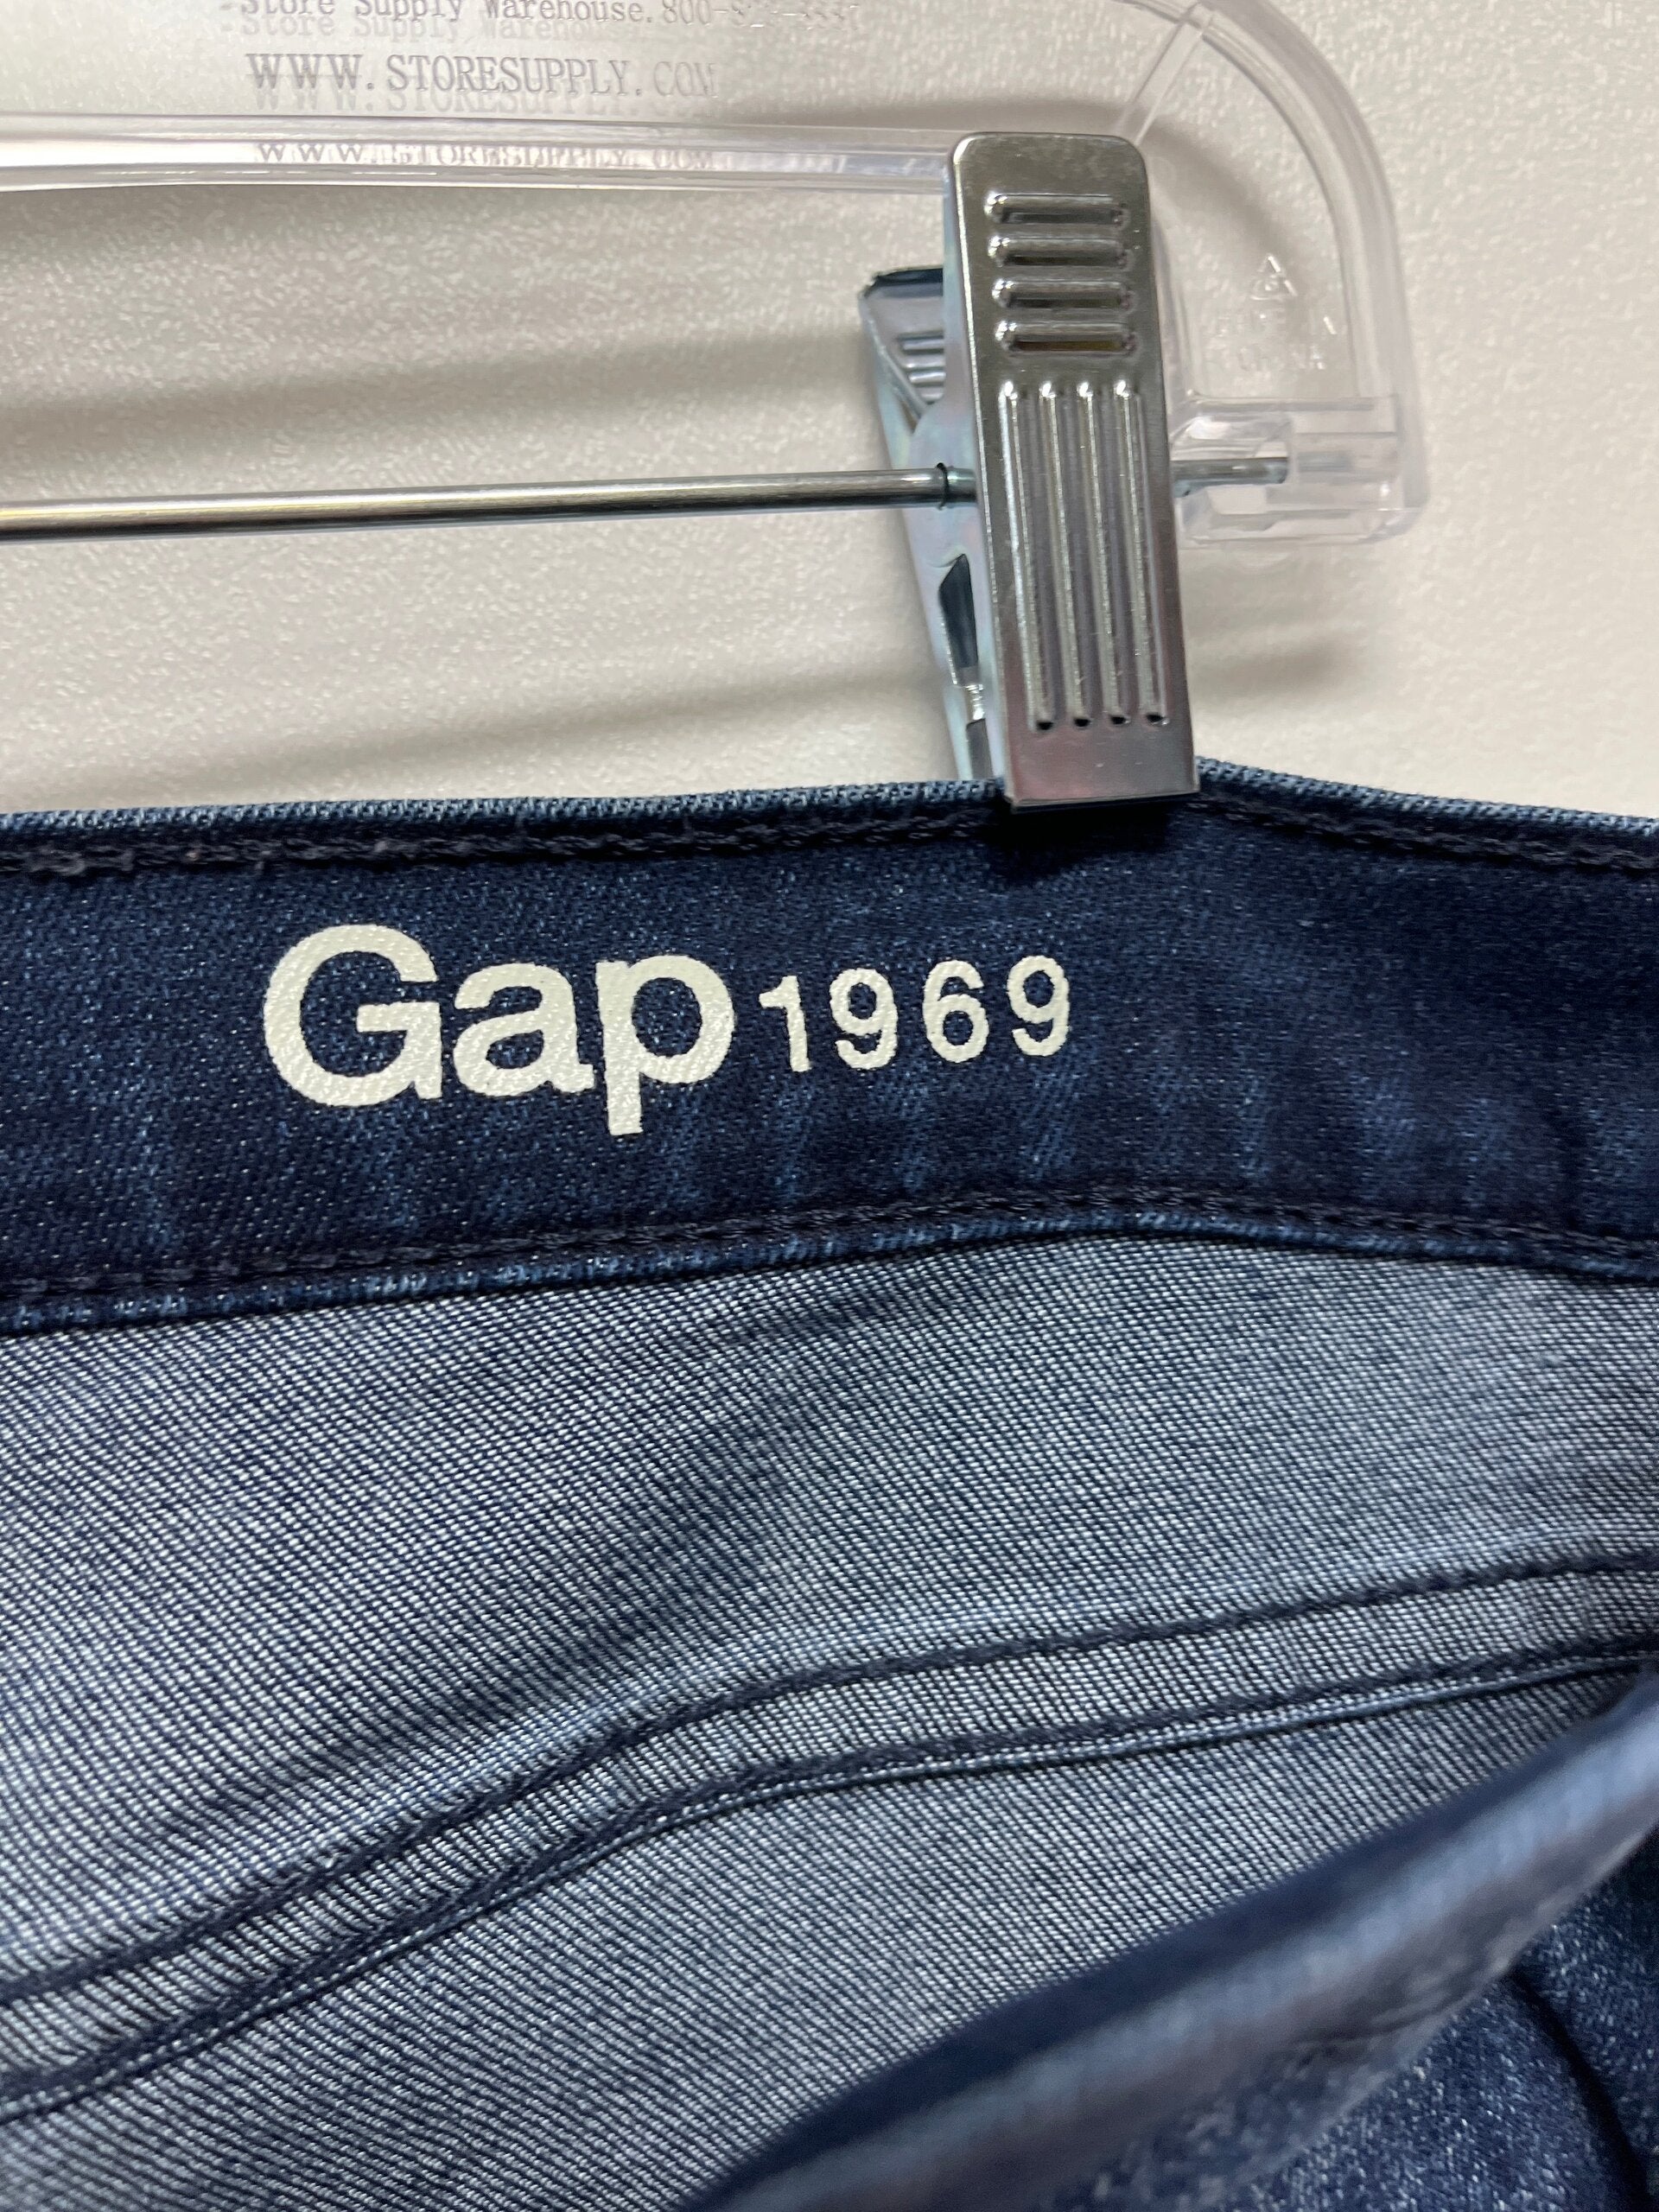 Store Supply Warehouse.
WWW.STORESUPPLY.COM
Gap 1969